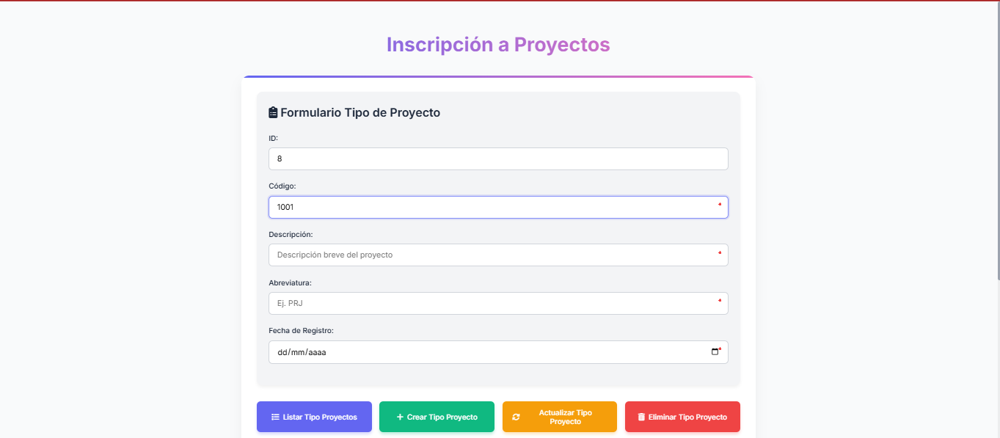 Inscripción a Proyectos
Formulario Tipo de Proyecto
ID:
8
Código:
1001 *
Descripción:
Descripción breve del proyecto *
Abreviatura:
Ej. PRJ *
Fecha de Registro:
dd/mm/aaaa *
Listar Tipo Proyectos
Crear Tipo Proyecto
Actualizar Tipo
Proyecto
Eliminar Tipo Proyecto